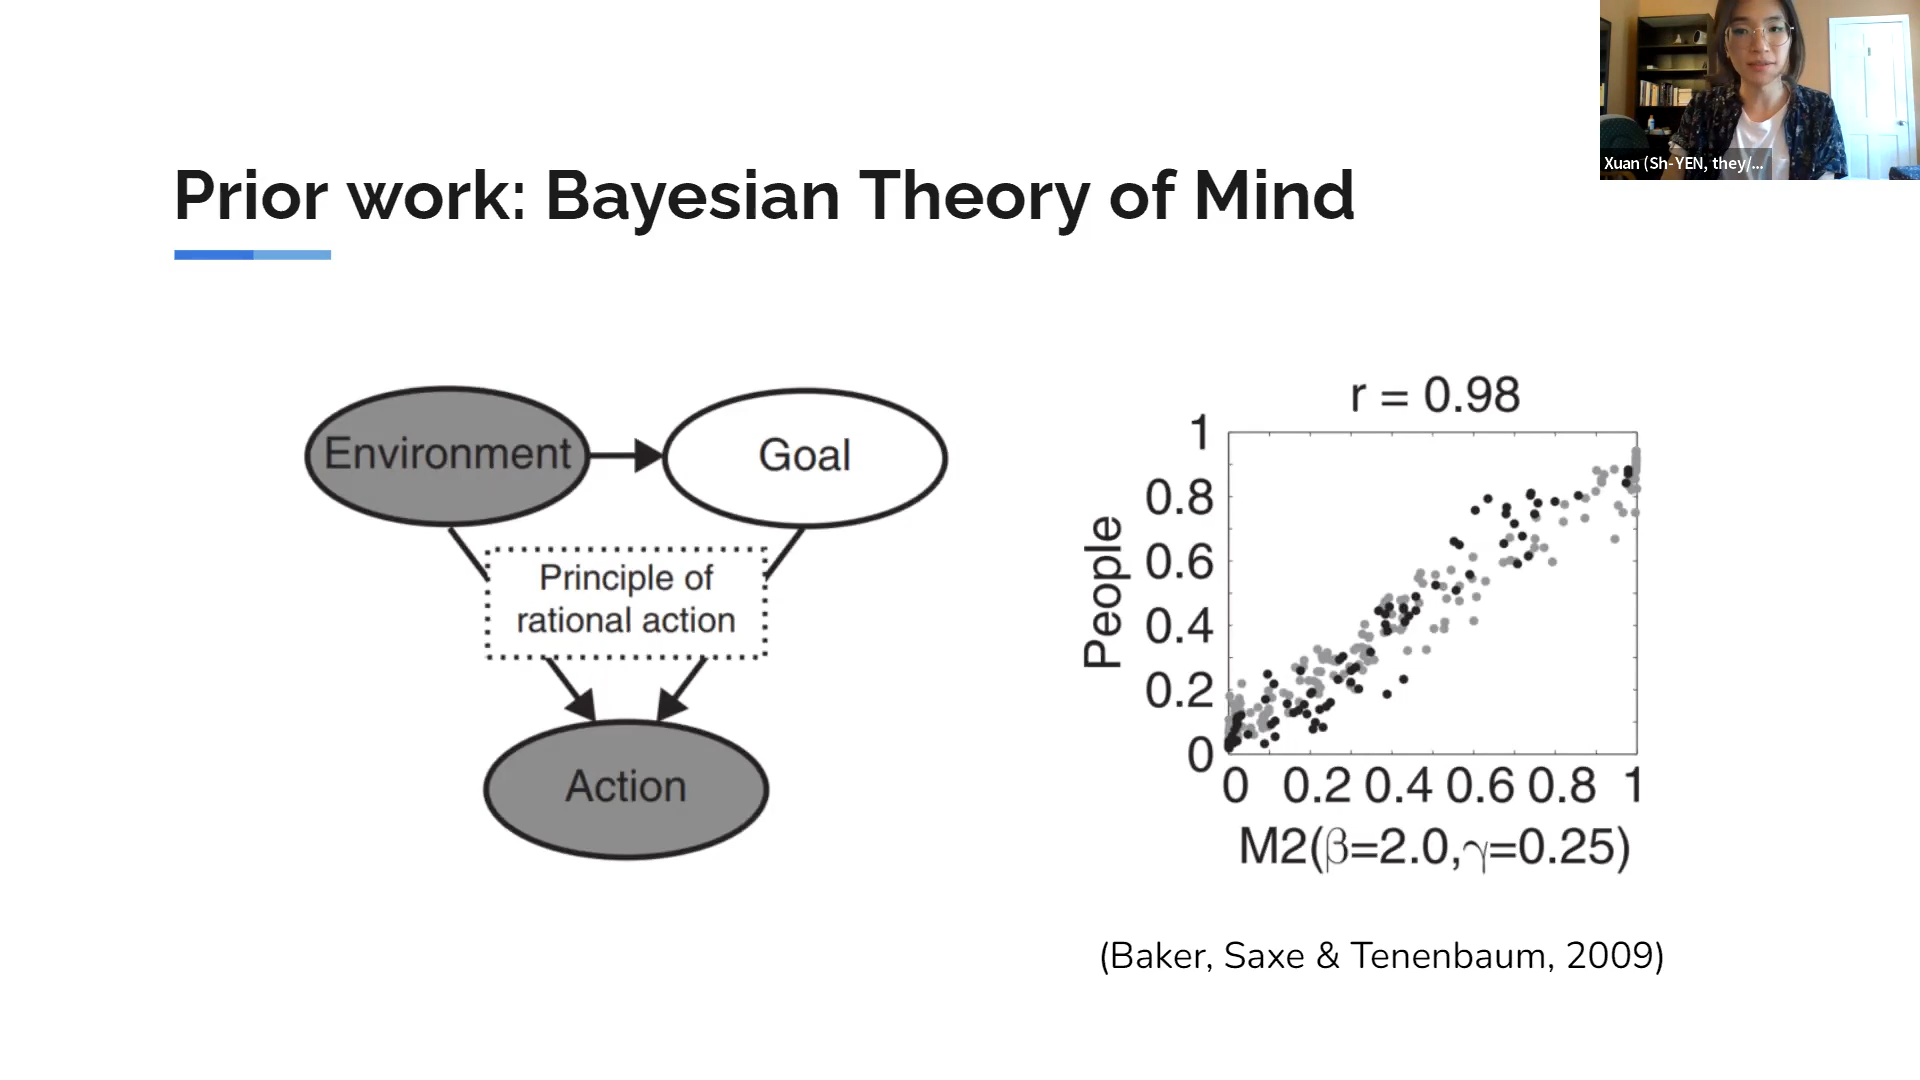 Xuan (Sh-YEN, they/...
Prior work: Bayesian Theory of Mind
Environment
Goal
Principle of
rational action
Action
r = 0.98
1
0.8
0.6
0.4
0.2
0
People
0 0.2 0.4 0.6 0.8 1
M2(β=2.0,γ=0.25)
(Baker, Saxe & Tenenbaum, 2009)